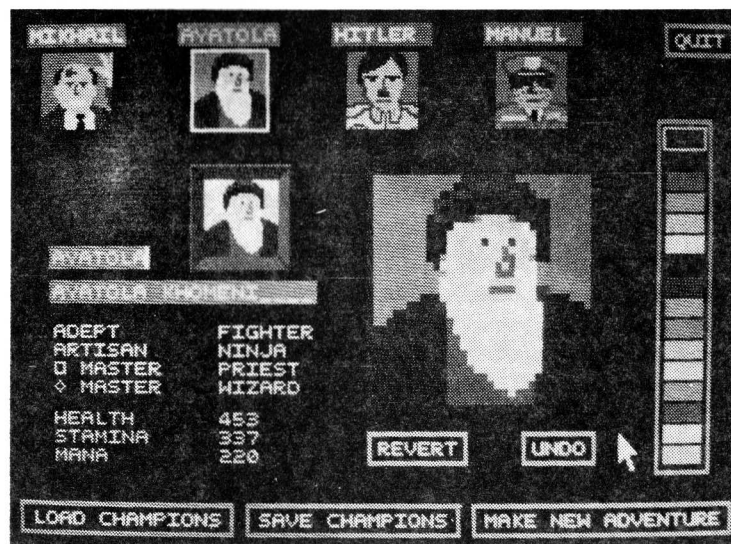 MIKHAIL AYATOLA HITLER MANUEL QUIT
AYATOLA
AYATOLA KHOMENI_____
ADEPT FIGHTER
ARTISAN NINJA
◻ MASTER PRIEST
◇ MASTER WIZARD
HEALTH 453
STAMINA 337
MANA 220
REVERT UNDO
LOAD CHAMPIONS SAVE CHAMPIONS MAKE NEW ADVENTURE